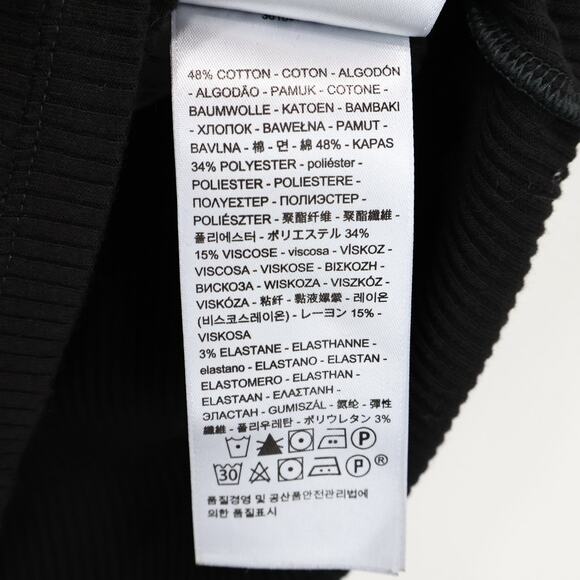 48% COTTON - COTON - ALGODÓN
- ALGODÃO - PAMUK - COTONE -
BAUMWOLLE - KATOEN - BAMBAKI
- ХЛОПОК - BAWEŁNA - PAMUT -
BAVLNA - 棉 - 면 - 綿 48% - KAPAS
34% POLYESTER - poliéster -
POLIESTER - POLIESTERE -
ΠΟΛΥΕΣΤΕΡ - ПОЛИЭСТЕР -
POLIÉSZTER - 聚酯纤维 - 聚酯纖維 -
폴리에스터 - ポリエステル 34%
15% VISCOSE - viscosa - VİSKOZ -
VISCOSA - VISKOSE - ΒΙΣΚΟΖΗ -
ВИСКОЗА - WISKOZA - VISZKÓZ -
VISKÓZA - 粘纤 - 黏液嫘縈 - 레이온
(비스코스레이온) - レーヨン 15% -
VISKOSA
3% ELASTANE - ELASTHANNE -
elastano - ELASTANO - ELASTAN -
ELASTOMERO - ELASTHAN -
ELASTAAN - ΕΛΑΣΤΑΝΗ -
ЭЛАСТАН - GUMISZÁL - 氨纶 - 彈性
纖維 - 폴리우레탄 - ポリウレタン 3%
P
30 P ®
품질경영 및 공산품안전관리법에
의한 품질표시